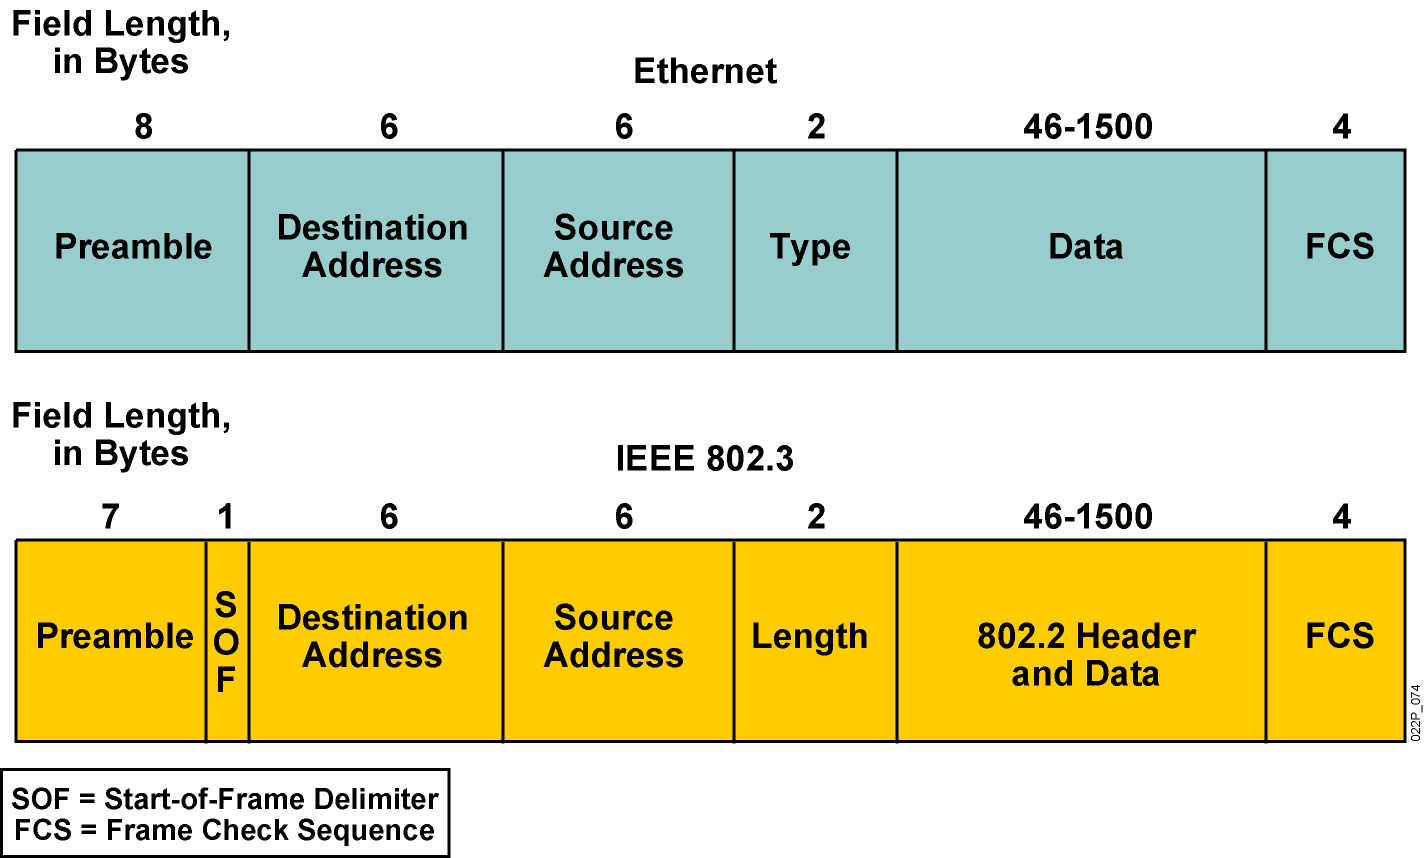 Field Length,
in Bytes
Ethernet
8 6 6 2 46-1500 4
Preamble
Destination
Address
Source
Address
Type
Data
FCS
Field Length,
in Bytes
IEEE 802.3
7 1 6 6 2 46-1500 4
Preamble
S
O
F
Destination
Address
Source
Address
Length
802.2 Header
and Data
FCS
022P_074
SOF = Start-of-Frame Delimiter
FCS = Frame Check Sequence